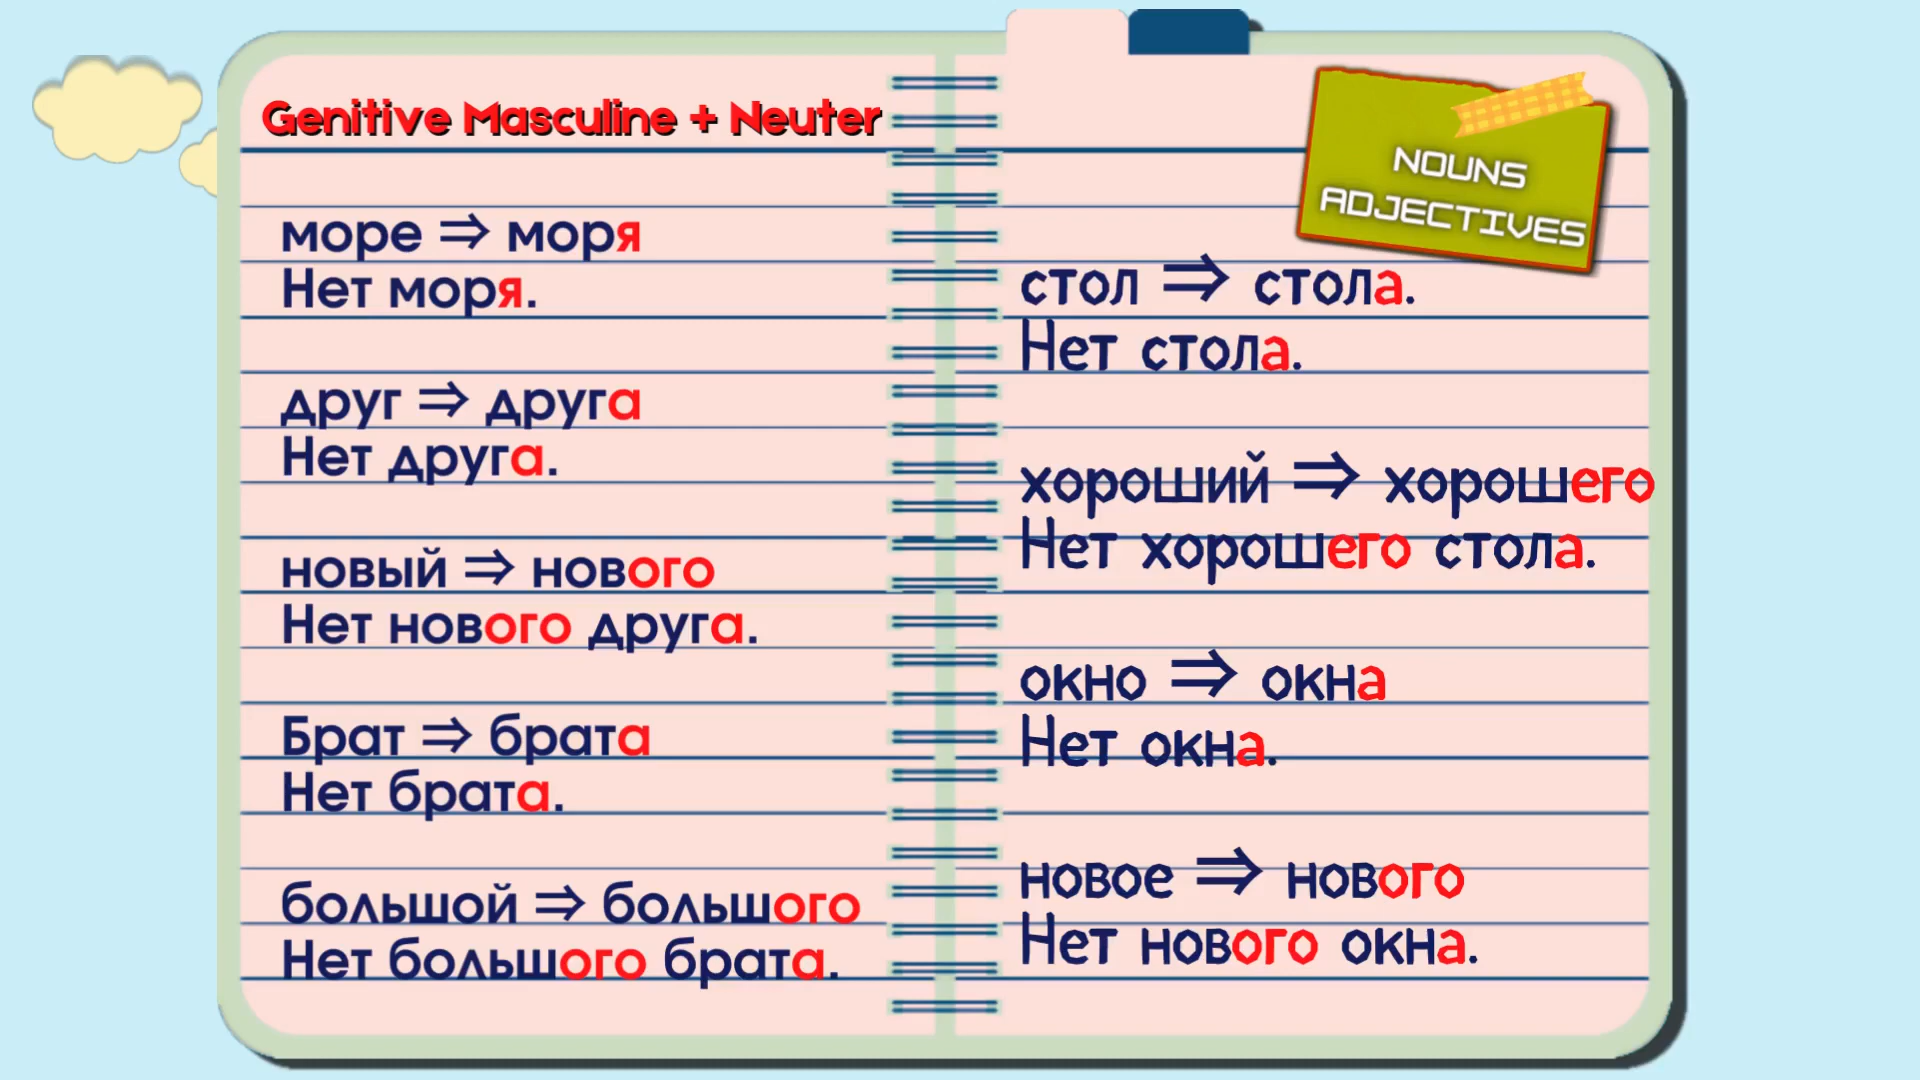 Genitive Masculine + Neuter
море ⇒ моря
Нет моря.
друг ⇒ друга
Нет друга.
новый ⇒ нового
Нет нового друга.
Брат ⇒ брата
Нет брата.
большой ⇒ большого
Нет большого брата.
NOUNS
ADJECTIVES
стол ⇒ стола.
Нет стола.
хороший ⇒ хорошего
Нет хорошего стола.
окно ⇒ окна
Нет окна.
новое ⇒ нового
Нет нового окна.